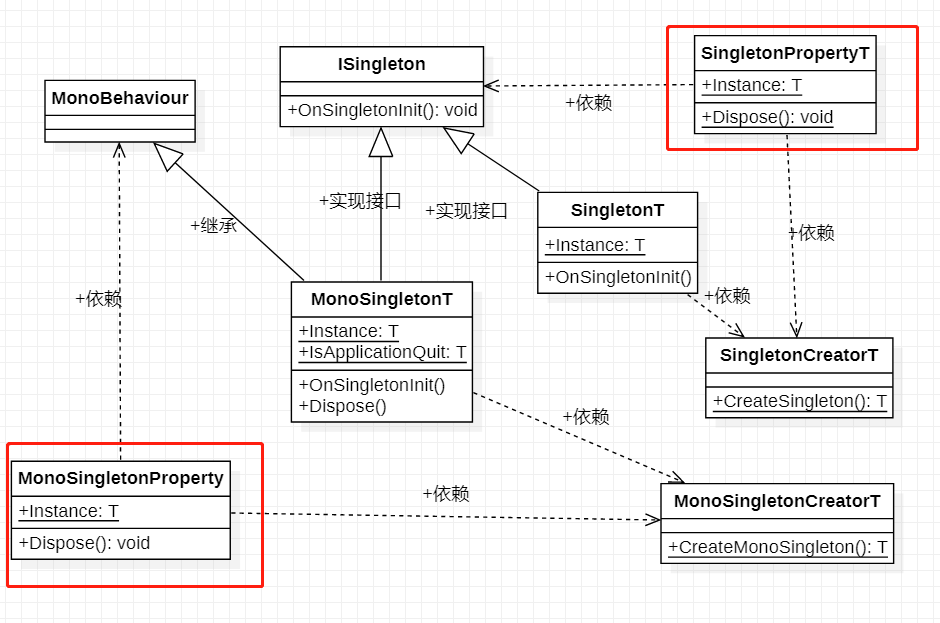 SingletonPropertyT
+Instance: T
+Dispose(): void
ISingleton
+OnSingletonInit(): void
MonoBehaviour
+依赖
+实现接口
+实现接口
+继承
SingletonT
+Instance: T
+OnSingletonInit()
+依赖
+依赖
MonoSingletonT
+Instance: T
+IsApplicationQuit: T
+OnSingletonInit()
+Dispose()
+依赖
SingletonCreatorT
+CreateSingleton(): T
+依赖
MonoSingletonProperty
+Instance: T
+Dispose(): void
+依赖
MonoSingletonCreatorT
+CreateMonoSingleton(): T